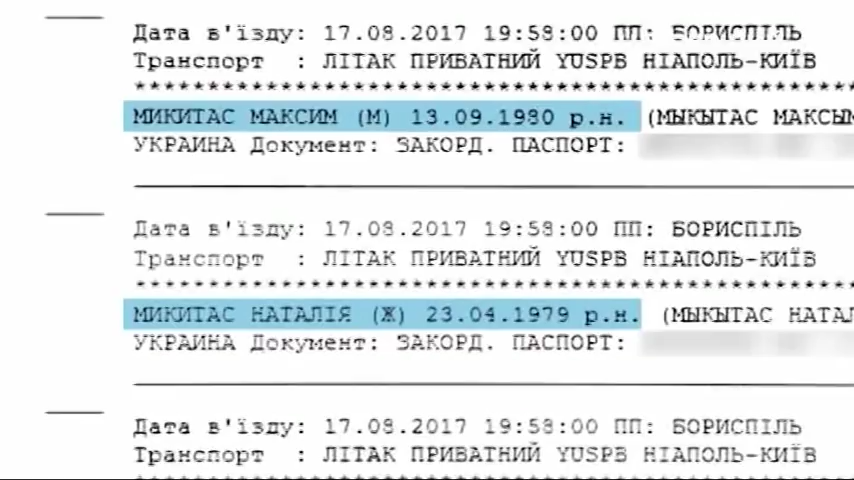 Дата в'їзду: 17.08.2017 19:58:00 ПП: БОРИСПІЛЬ
Транспорт : ЛІТАК ПРИВАТНИЙ YUSPB НІАПОЛЬ-КИЇВ
****************************************
МИКИТАС МАКСИМ (М) 13.09.1980 р.н. (МЫКЫТАС МАКСЫМ
УКРАИНА Документ: ЗАКОРД. ПАСПОРТ:
Дата в'їзду: 17.08.2017 19:58:00 ПП: БОРИСПІЛЬ
Транспорт : ЛІТАК ПРИВАТНИЙ YUSPB НІАПОЛЬ-КИЇВ
****************************************
МИКИТАС НАТАЛІЯ (Ж) 23.04.1979 р.н. (МЫКЫТАС НАТАЛ
УКРАИНА Документ: ЗАКОРД. ПАСПОРТ:
Дата в'їзду: 17.08.2017 19:58:00 ПП: БОРИСПІЛЬ
Транспорт : ЛІТАК ПРИВАТНИЙ YUSPB НІАПОЛЬ-КИЇВ